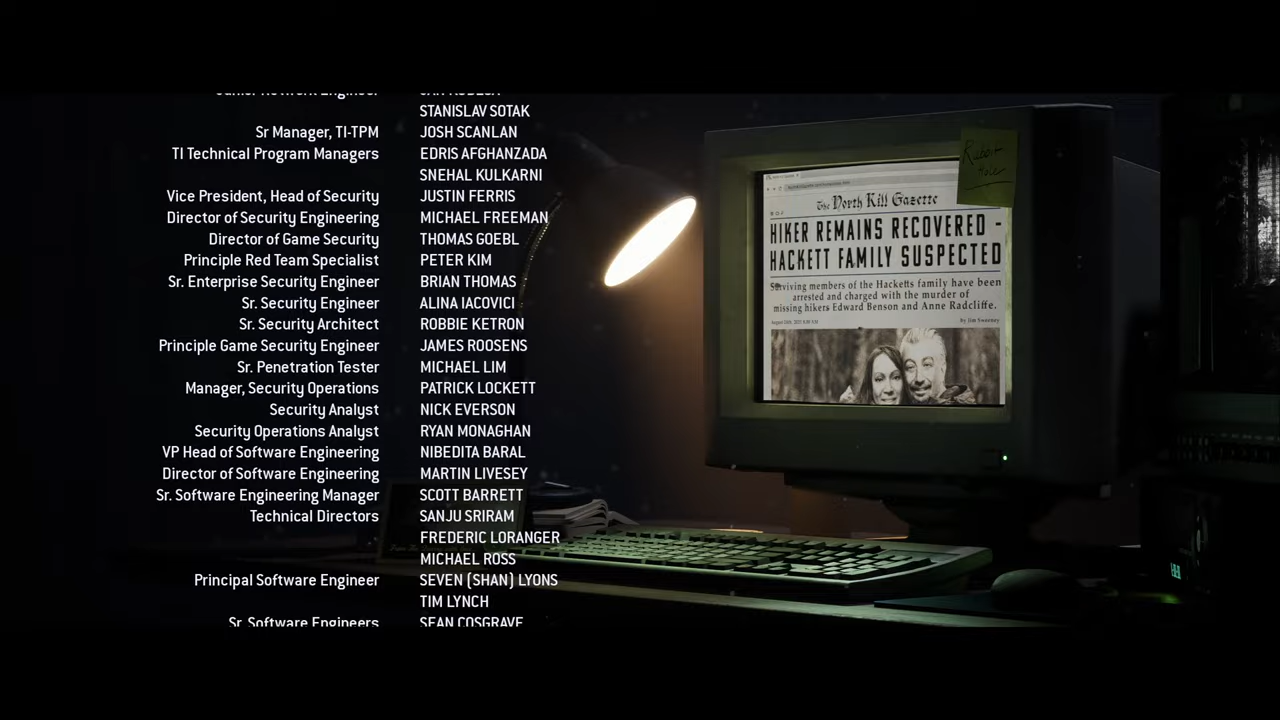 STANISLAV SOTAK
Sr Manager, TI-TPM JOSH SCANLAN
TI Technical Program Managers EDRIS AFGHANZADA
SNEHAL KULKARNI
Vice President, Head of Security JUSTIN FERRIS
Director of Security Engineering MICHAEL FREEMAN
Director of Game Security THOMAS GOEBL
Principle Red Team Specialist PETER KIM
Sr. Enterprise Security Engineer BRIAN THOMAS
Sr. Security Engineer ALINA IACOVICI
Sr. Security Architect ROBBIE KETRON
Principle Game Security Engineer JAMES ROOSENS
Sr. Penetration Tester MICHAEL LIM
Manager, Security Operations PATRICK LOCKETT
Security Analyst NICK EVERSON
Security Operations Analyst RYAN MONAGHAN
VP Head of Software Engineering NIBEDITA BARAL
Director of Software Engineering MARTIN LIVESEY
Sr. Software Engineering Manager SCOTT BARRETT
Technical Directors SANJU SRIRAM
FREDERIC LORANGER
MICHAEL ROSS
Principal Software Engineer SEVEN (SHAN) LYONS
TIM LYNCH
Sr. Software Engineers SEAN COSGRAVE
Rabbit
Hole
The North Kill Gazette
HIKER REMAINS RECOVERED -
HACKETT FAMILY SUSPECTED
Surviving members of the Hacketts family have been
arrested and charged with the murder of
missing hikers Edward Benson and Anne Radcliffe.
By Jim Sweeney